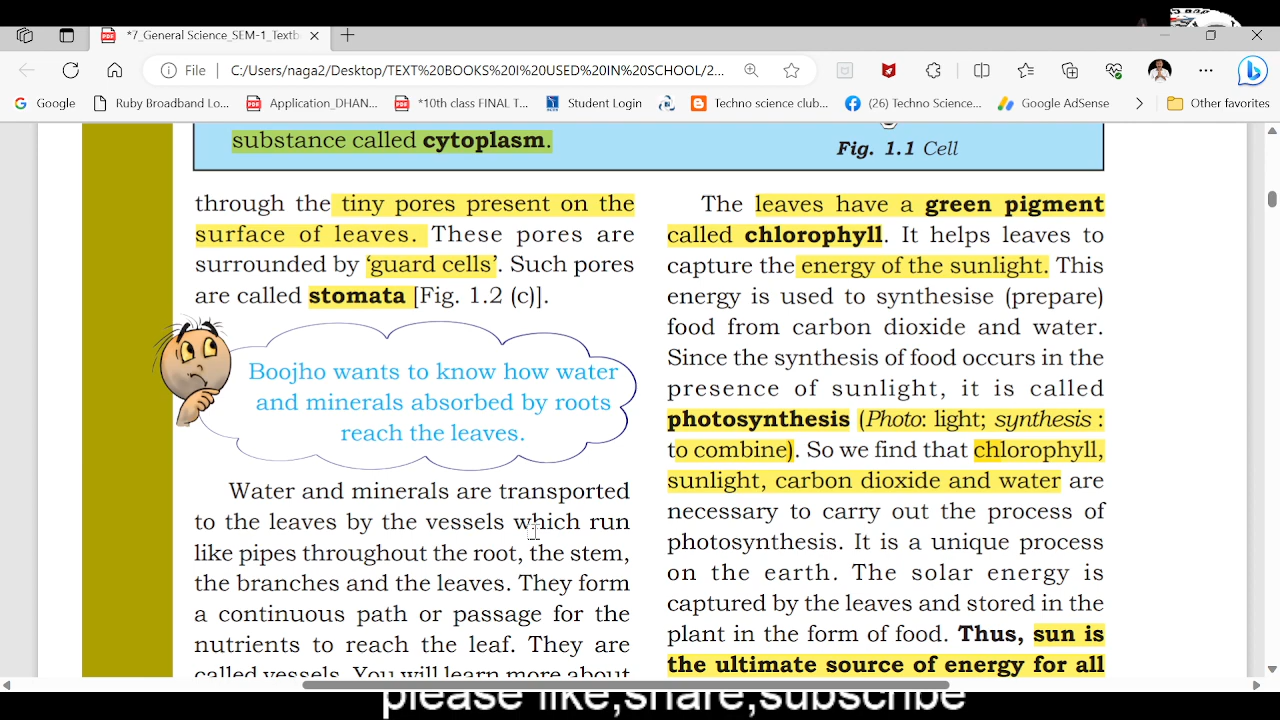 *7_General Science_SEM-1_Textb
File
C:/Users/naga2/Desktop/TEXT%20BOOKS%20I%20USED%20IN%20SCHOOL/2...
Google
Ruby Broadband Lo...
Application_DHAN...
*10th class FINAL T...
Student Login
Techno science club...
(26) Techno Science...
Google AdSense
Other favorites
substance called cytoplasm.
Fig. 1.1 Cell
through the tiny pores present on the
surface of leaves. These pores are
surrounded by ‘guard cells’. Such pores
are called stomata [Fig. 1.2 (c)].
Boojho wants to know how water
and minerals absorbed by roots
reach the leaves.
Water and minerals are transported
to the leaves by the vessels which run
like pipes throughout the root, the stem,
the branches and the leaves. They form
a continuous path or passage for the
nutrients to reach the leaf. They are
called vessels. You will learn more about
The leaves have a green pigment
called chlorophyll. It helps leaves to
capture the energy of the sunlight. This
energy is used to synthesise (prepare)
food from carbon dioxide and water.
Since the synthesis of food occurs in the
presence of sunlight, it is called
photosynthesis (Photo: light; synthesis :
to combine). So we find that chlorophyll,
sunlight, carbon dioxide and water are
necessary to carry out the process of
photosynthesis. It is a unique process
on the earth. The solar energy is
captured by the leaves and stored in the
plant in the form of food. Thus, sun is
the ultimate source of energy for all
please like,share,subscribe